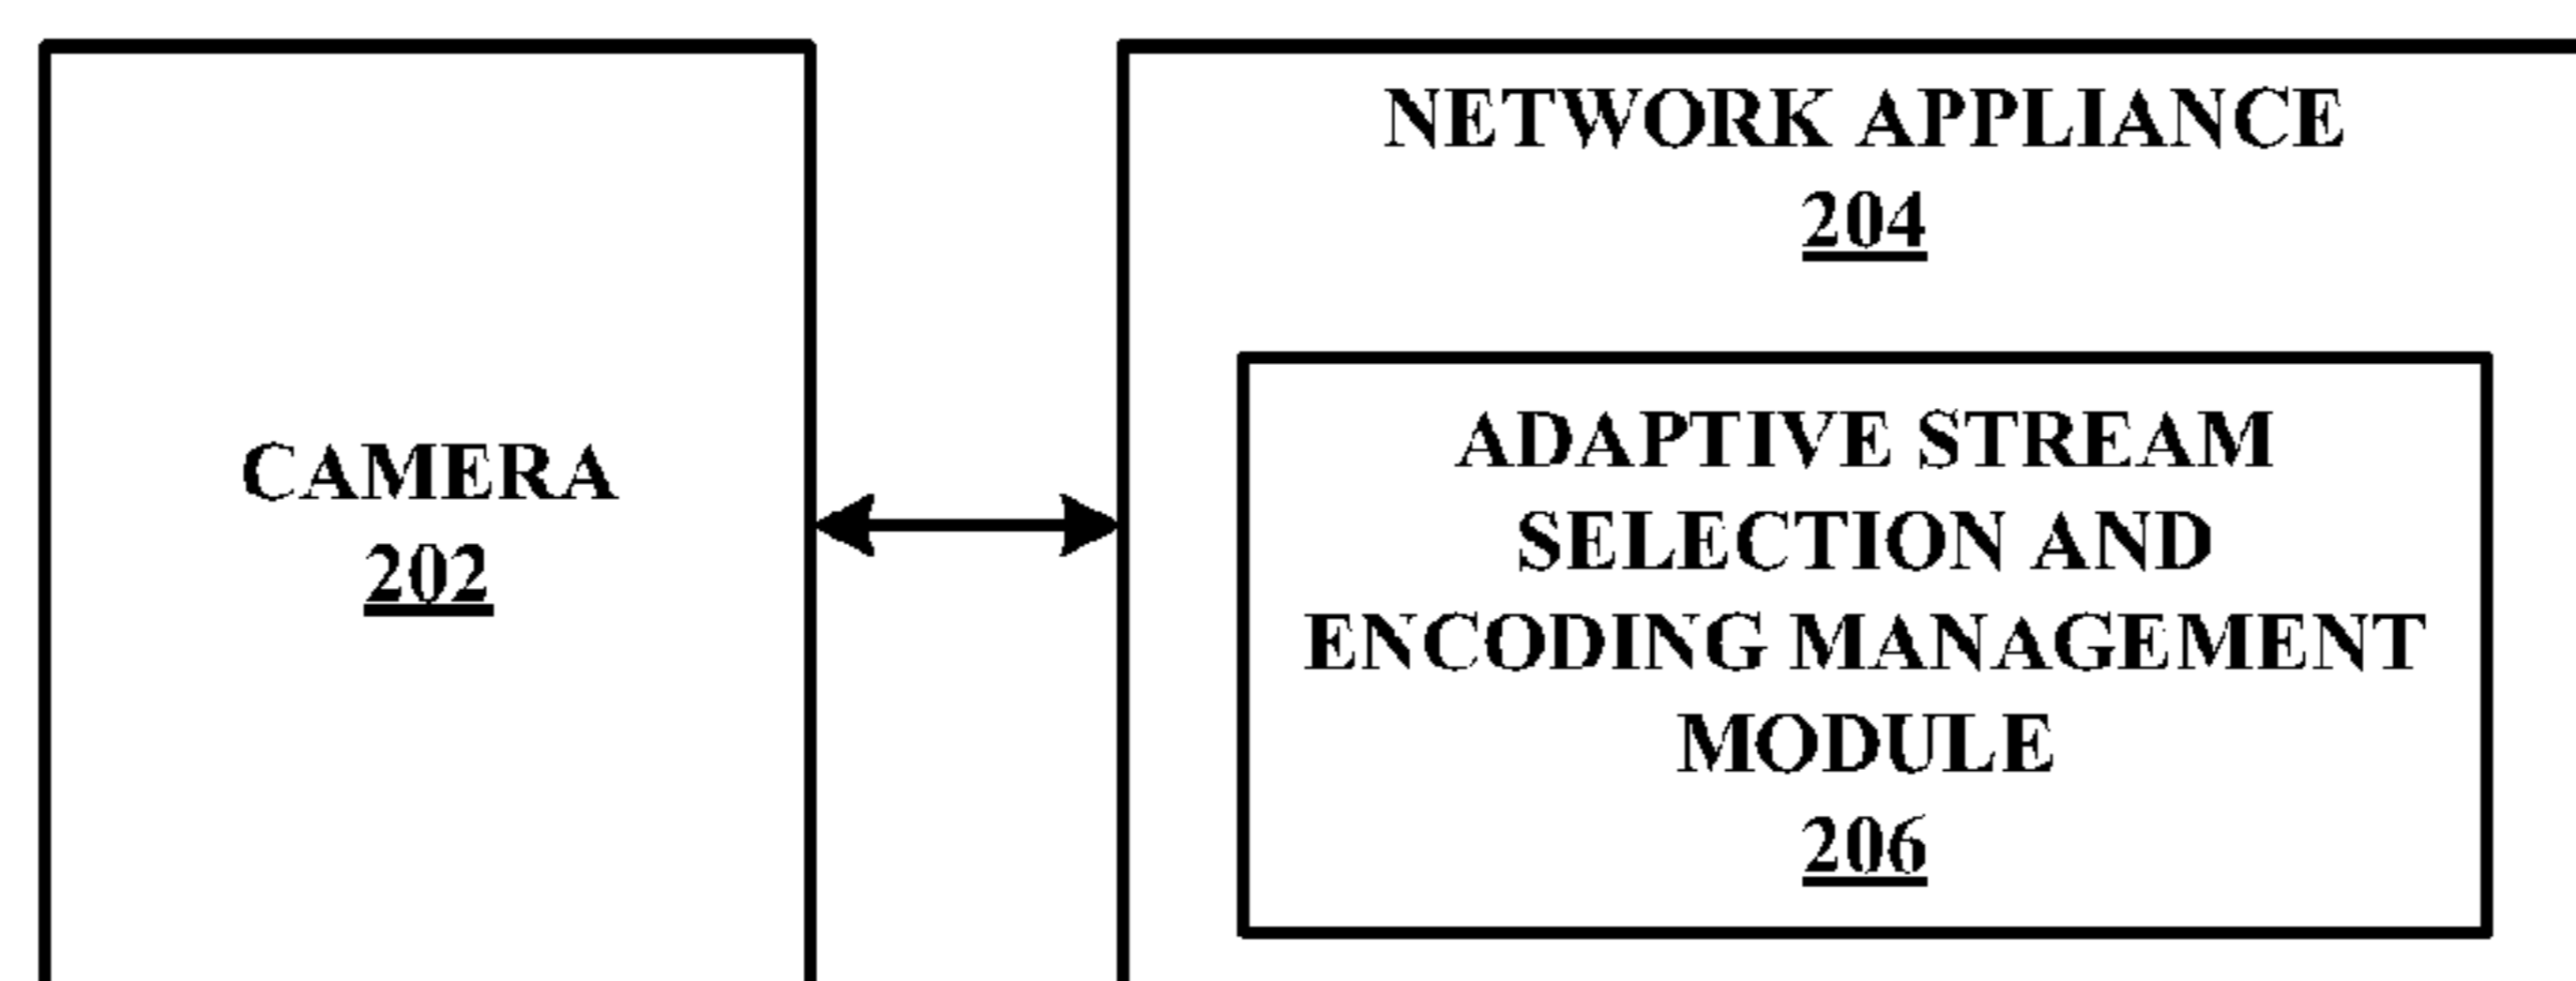 CAMERA
202
NETWORK APPLIANCE
204
ADAPTIVE STREAM
SELECTION AND
ENCODING MANAGEMENT
MODULE
206